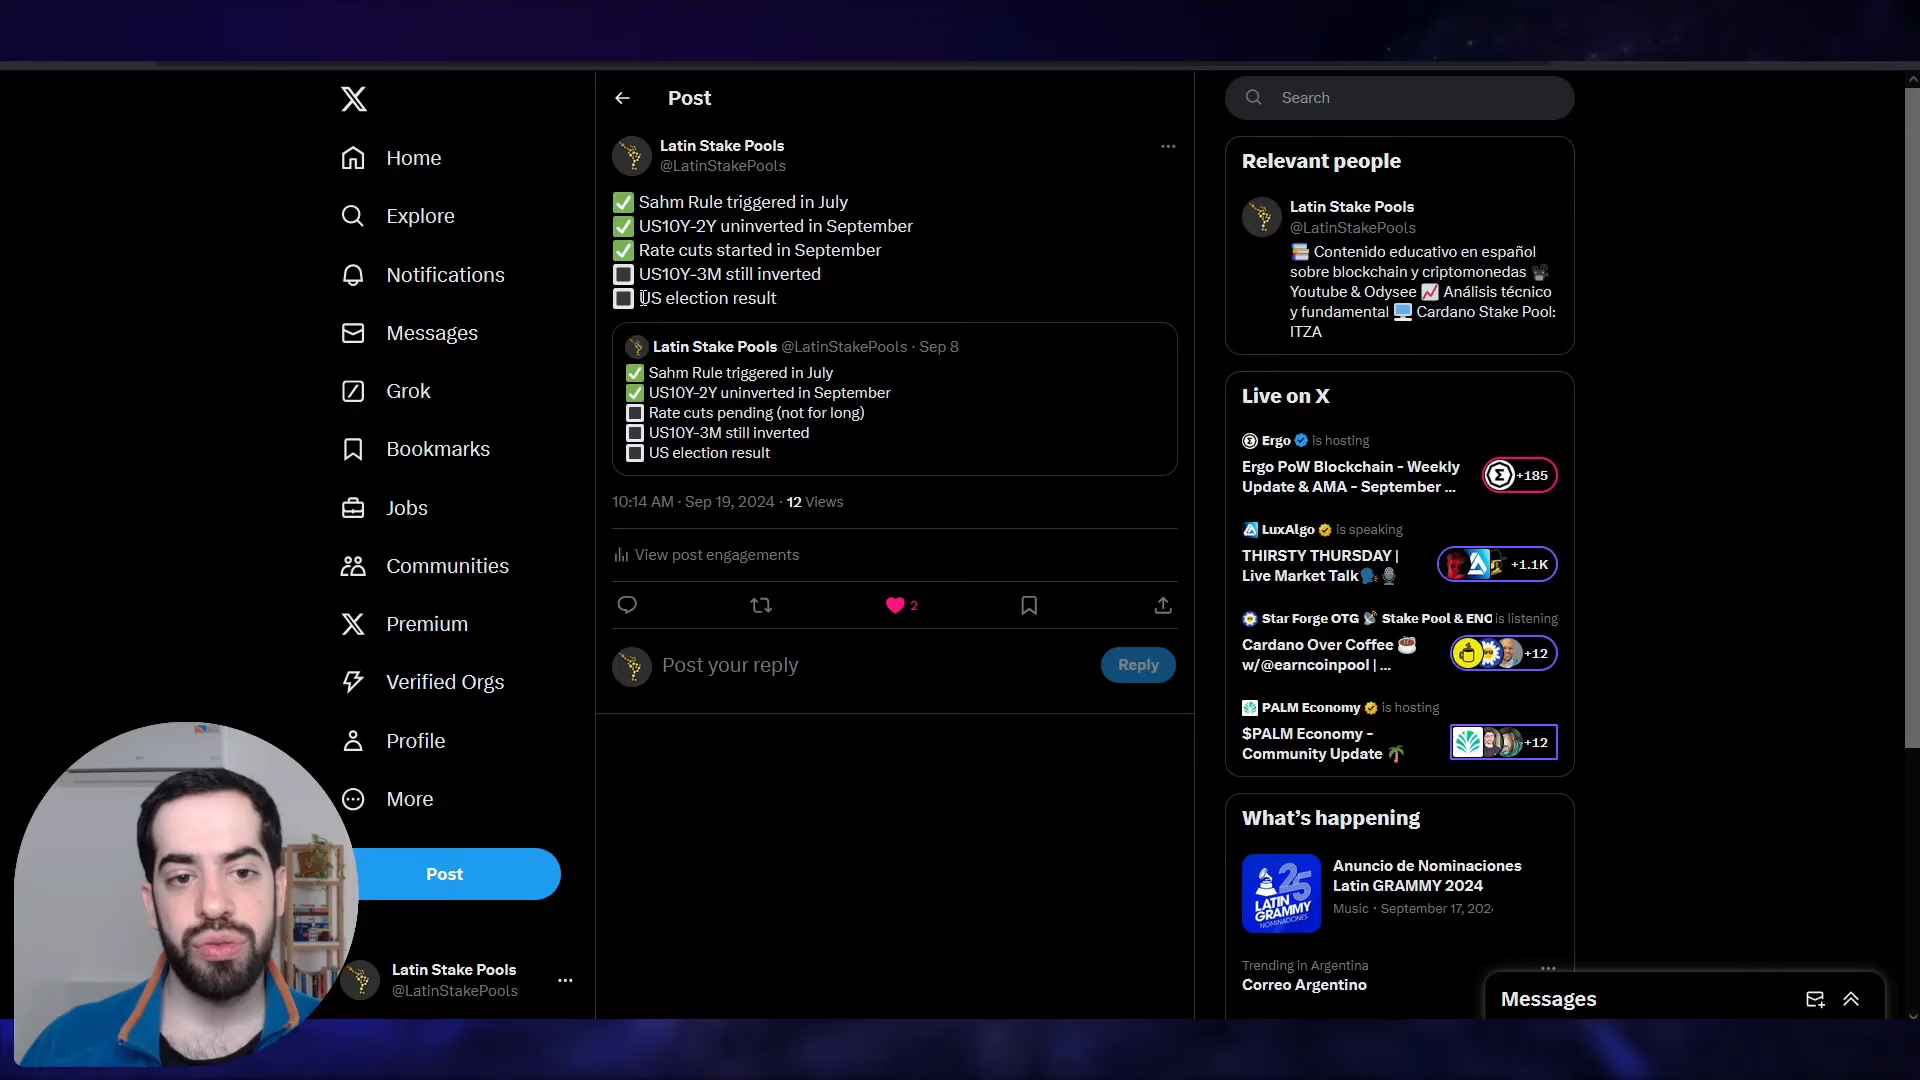 Home
Explore
Notifications
Messages
Grok
Bookmarks
Jobs
Communities
Premium
Verified Orgs
Profile
More
Post
Latin Stake Pools
@LatinStakePools
Post
Latin Stake Pools
@LatinStakePools
✅ Sahm Rule triggered in July
✅ US10Y-2Y uninverted in September
✅ Rate cuts started in September
🔳 US10Y-3M still inverted
🔳 US election result
Latin Stake Pools @LatinStakePools · Sep 8
✅ Sahm Rule triggered in July
✅ US10Y-2Y uninverted in September
🔳 Rate cuts pending (not for long)
🔳 US10Y-3M still inverted
🔳 US election result
10:14 AM · Sep 19, 2024 · 12 Views
View post engagements
2
Post your reply
Reply
Search
Relevant people
Latin Stake Pools
@LatinStakePools
📚 Contenido educativo en español
sobre blockchain y criptomonedas 📽
Youtube & Odysee 📈 Análisis técnico
y fundamental 🖥 Cardano Stake Pool:
ITZA
Live on X
Ergo is hosting
Ergo PoW Blockchain - Weekly
Update & AMA - September ...
+185
LuxAlgo is speaking
THIRSTY THURSDAY |
Live Market Talk🗣🎙
+1.1K
Star Forge OTG 📡 Stake Pool & ENC is listening
Cardano Over Coffee ☕
w/@earncoinpool | ...
+12
PALM Economy is hosting
$PALM Economy -
Community Update 🌴
+12
What's happening
Anuncio de Nominaciones
Latin GRAMMY 2024
Music · September 17, 202
25
LATIN
GRAMMY
NOMINACIONES
Trending in Argentina
Correo Argentino
Messages